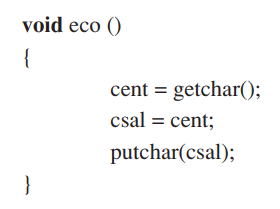 void eco ()
{
cent = getchar();
csal = cent;
putchar(csal);
}